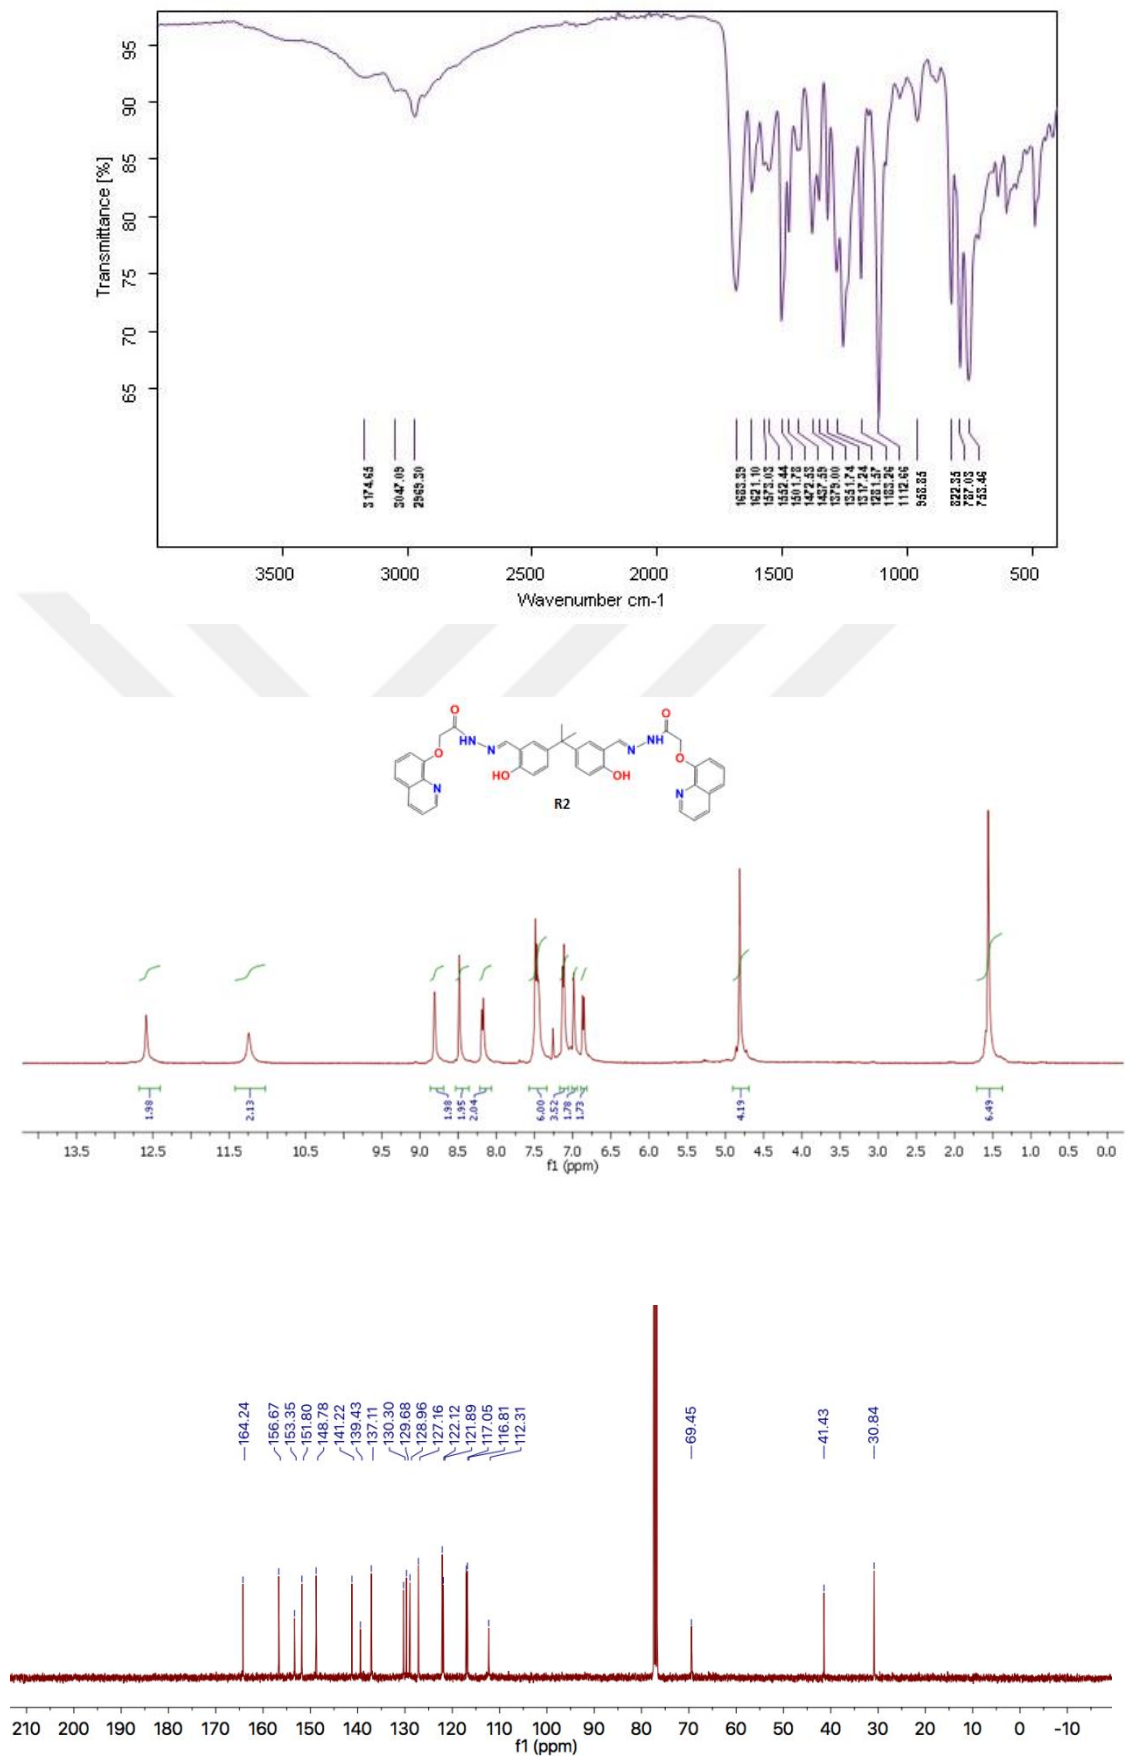 Transmittance [%]
95
90
85
80
75
70
65
3174.65
3047.09
2969.30
1683.39
1621.10
1573.03
1552.44
1501.78
1472.53
1437.59
1379.00
1351.74
1317.24
1281.57
1183.26
1112.66
958.85
822.35
787.03
753.46
3500 3000 2500 2000 1500 1000 500
Wavenumber cm-1
O
O
HN
N
N
NH
O
O
HO
OH
N
N
R2
1.98
2.13
1.98
1.95
2.04
6.00
3.52
1.78
1.73
4.19
6.49
13.5 12.5 11.5 10.5 9.5 9.0 8.5 8.0 7.5 7.0 6.5 6.0 5.5 5.0 4.5 4.0 3.5 3.0 2.5 2.0 1.5 1.0 0.5 0.0
f1 (ppm)
164.24
156.67
153.35
151.80
148.78
141.22
139.43
137.11
130.30
129.68
128.96
127.16
122.12
121.89
117.05
116.81
112.31
69.45
41.43
30.84
210 200 190 180 170 160 150 140 130 120 110 100 90 80 70 60 50 40 30 20 10 0 -10
f1 (ppm)